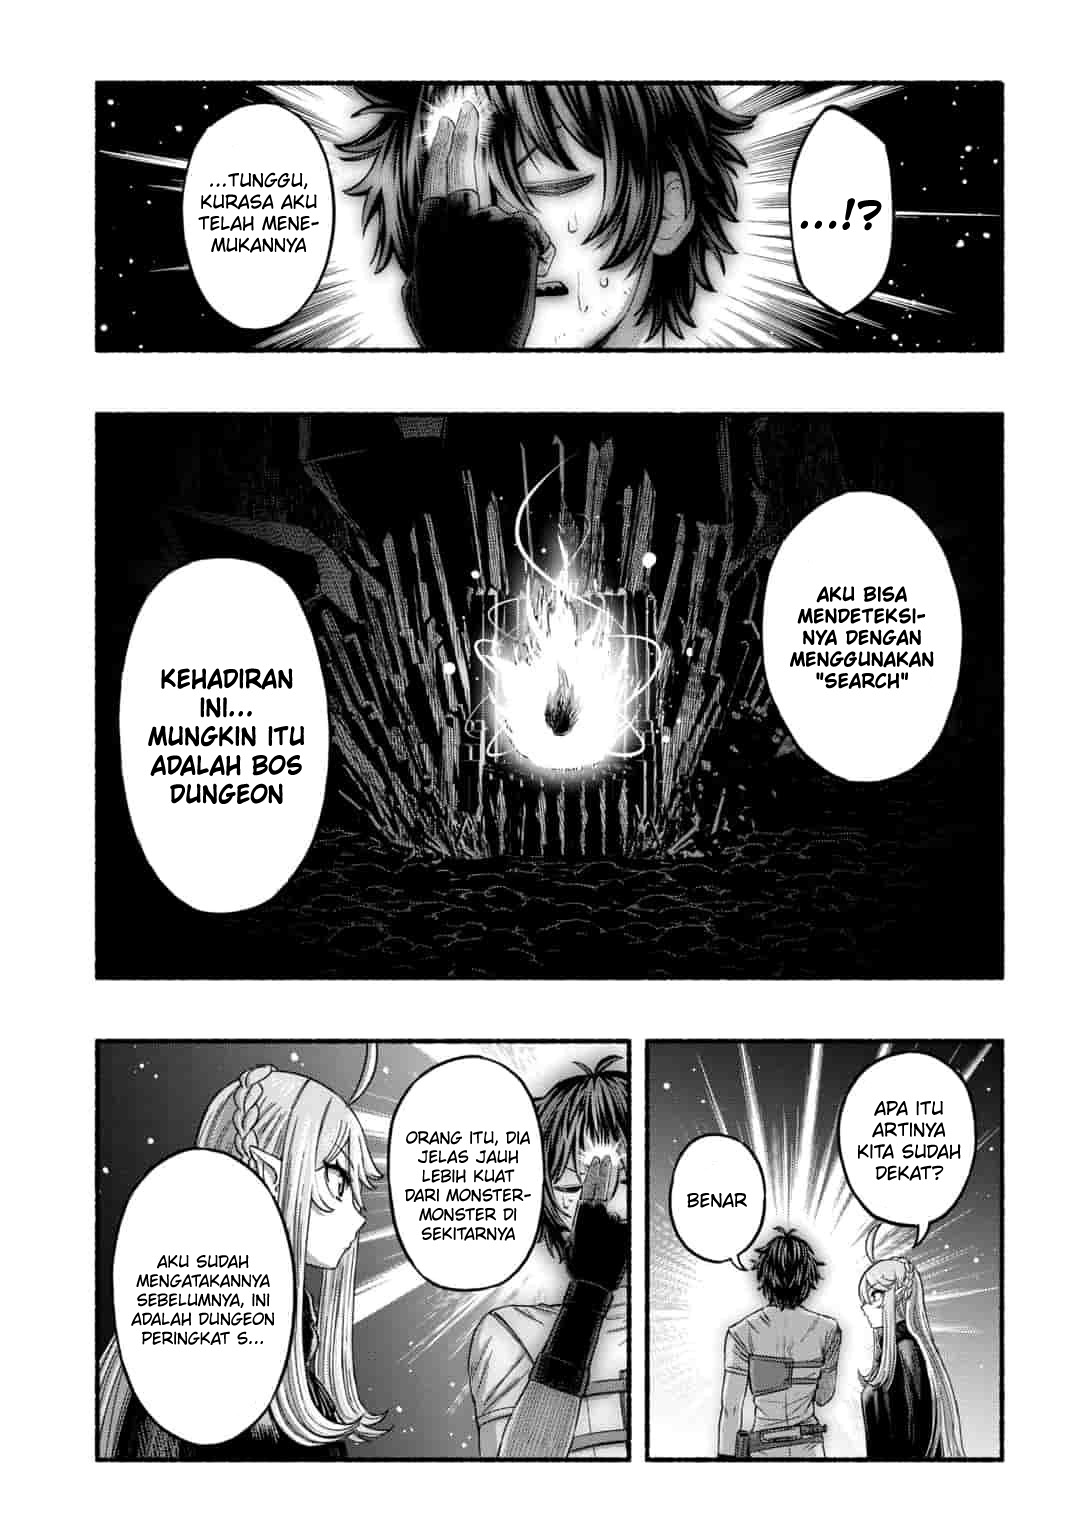 ...!?
...TUNGGU,
KURASA AKU
TELAH MENE-
MUKANNYA
AKU BISA
MENDETEKSI-
NYA DENGAN
MENGGUNAKAN
"SEARCH"
KEHADIRAN
INI...
MUNGKIN ITU
ADALAH BOS
DUNGEON
APA ITU
ARTINYA
KITA SUDAH
DEKAT?
BENAR
ORANG ITU, DIA
JELAS JAUH
LEBIH KUAT
DARI MONSTER-
MONSTER DI
SEKITARNYA
AKU SUDAH
MENGATAKANNYA
SEBELUMNYA, INI
ADALAH DUNGEON
PERINGKAT S...